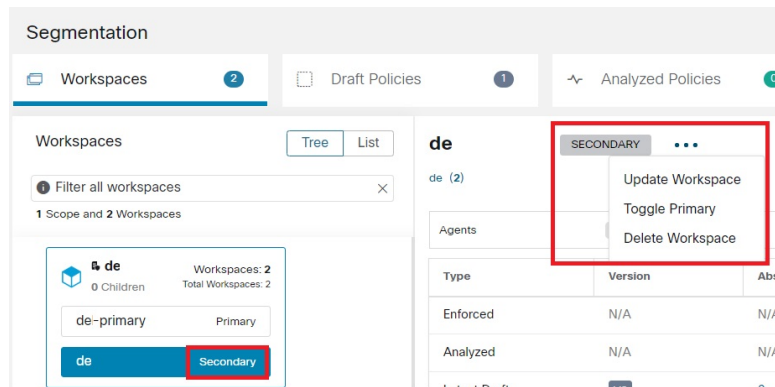 Segmentation
Workspaces 2
Draft Policies 1
Analyzed Policies
Workspaces
Tree List
Filter all workspaces
1 Scope and 2 Workspaces
de
0 Children
Workspaces: 2
Total Workspaces: 2
de-primary Primary
de Secondary
de SECONDARY
de (2)
Update Workspace
Toggle Primary
Delete Workspace
Agents
Type Version
Enforced N/A
Analyzed N/A